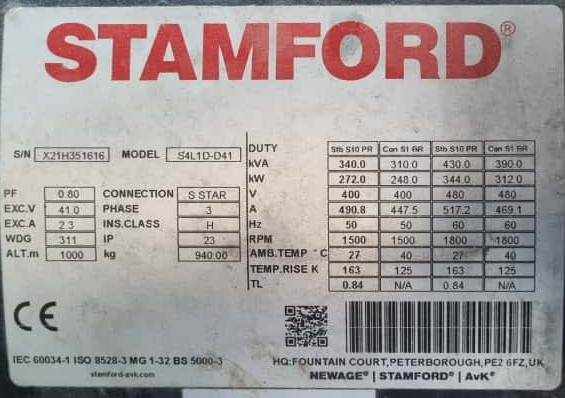 STAMFORD®
S/N X21H351616 MODEL S4L1D-D41
PF 0.80 CONNECTION S STAR
EXC.V 41.0 PHASE 3
EXC.A 2.3 INS.CLASS H
WDG 311 IP 23
ALT.m 1000 kg 940.00
DUTY Stb S10 PR Con S1 BR Stb S10 PR Con S1 BR
kVA 340.0 310.0 430.0 390.0
kW 272.0 248.0 344.0 312.0
V 400 400 480 480
A 490.8 447.5 517.2 469.1
Hz 50 50 60 60
RPM 1500 1500 1800 1800
AMB.TEMP °C 27 40 27 40
TEMP.RISE K 163 125 163 125
TL 0.84 N/A 0.84 N/A
CE
IEC 60034-1 ISO 8528-3 MG 1-32 BS 5000-3
stamford-avk.com
HQ:FOUNTAIN COURT,PETERBOROUGH,PE2 6FZ,UK
NEWAGE® | STAMFORD® | AvK®